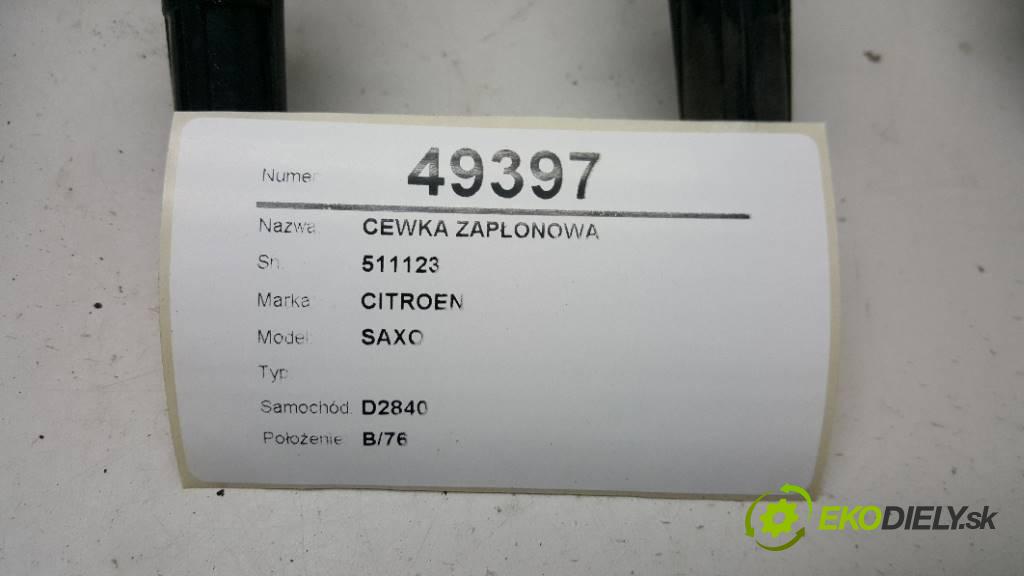 Numer 49397
Nazwa: CEWKA ZAPŁONOWA
Sn. 511123
Marka: CITROEN
Model: SAXO
Typ
Samochód: D2840
Położenie: B/76
EKODIELY.sk